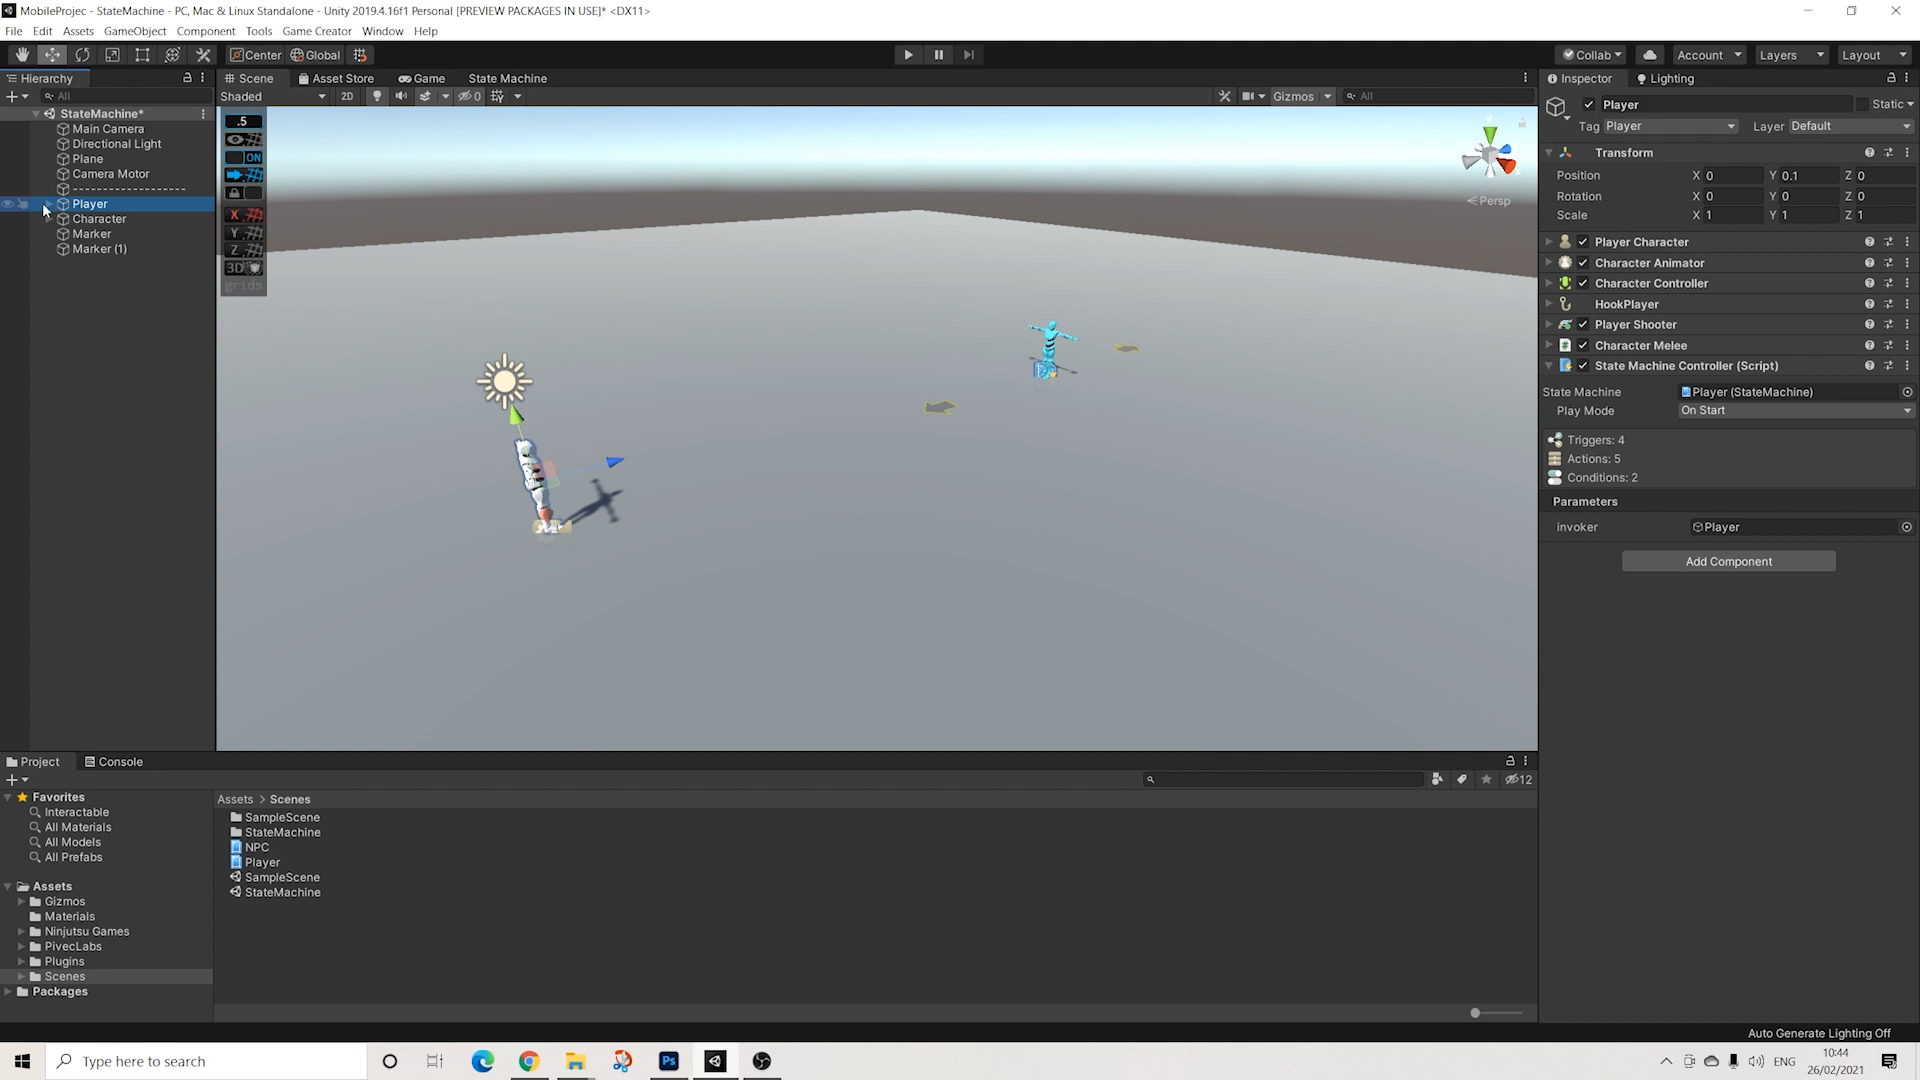 MobileProjec - StateMachine - PC, Mac & Linux Standalone - Unity 2019.4.16f1 Personal [PREVIEW PACKAGES IN USE]* <DX11>
File Edit Assets GameObject Component Tools Game Creator Window Help
Center Global Collab Account Layers Layout
Hierarchy
All
StateMachine*
Main Camera
Directional Light
Plane
Camera Motor
--------------------
Player
Character
Marker
Marker (1)
Scene Asset Store Game State Machine
Shaded 2D 0 Gizmos All
.5
ON
X
Y
Z
3D
grids
y
Persp
Inspector Lighting
Player Static
Tag Player Layer Default
Transform
Position X 0 Y 0.1 Z 0
Rotation X 0 Y 0 Z 0
Scale X 1 Y 1 Z 1
Player Character
Character Animator
Character Controller
HookPlayer
Player Shooter
Character Melee
State Machine Controller (Script)
State Machine Player (StateMachine)
Play Mode On Start
Triggers: 4
Actions: 5
Conditions: 2
Parameters
invoker Player
Add Component
Project Console
12
Favorites
Interactable
All Materials
All Models
All Prefabs
Assets
Gizmos
Materials
Ninjutsu Games
PivecLabs
Plugins
Scenes
Packages
Assets > Scenes
SampleScene
StateMachine
NPC
Player
SampleScene
StateMachine
Auto Generate Lighting Off
Type here to search
Ps
ENG
10:44
26/02/2021